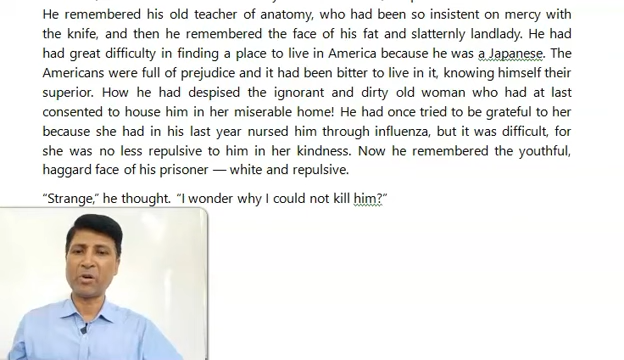 He remembered his old teacher of anatomy, who had been so insistent on mercy with
the knife, and then he remembered the face of his fat and slatternly landlady. He had
had great difficulty in finding a place to live in America because he was a Japanese. The
Americans were full of prejudice and it had been bitter to live in it, knowing himself their
superior. How he had despised the ignorant and dirty old woman who had at last
consented to house him in her miserable home! He had once tried to be grateful to her
because she had in his last year nursed him through influenza, but it was difficult, for
she was no less repulsive to him in her kindness. Now he remembered the youthful,
haggard face of his prisoner — white and repulsive.
“Strange,” he thought. “I wonder why I could not kill him?”